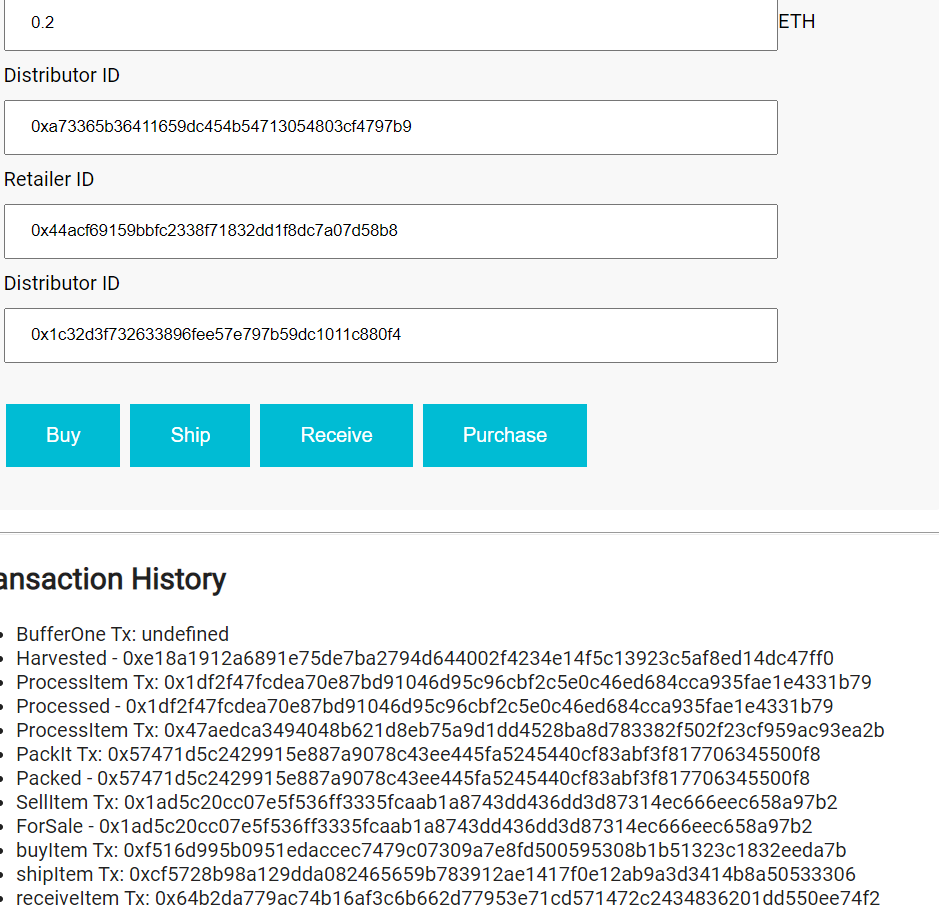 0.2
ETH
Distributor ID
0xa73365b36411659dc454b54713054803cf4797b9
Retailer ID
0x44acf69159bbfc2338f71832dd1f8dc7a07d58b8
Distributor ID
0x1c32d3f732633896fee57e797b59dc1011c880f4
Buy Ship Receive Purchase
ansaction History
BufferOne Tx: undefined
Harvested - 0xe18a1912a6891e75de7ba2794d644002f4234e14f5c13923c5af8ed14dc47ff0
ProcessItem Tx: 0x1df2f47fcdea70e87bd91046d95c96cbf2c5e0c46ed684cca935fae1e4331b79
Processed - 0x1df2f47fcdea70e87bd91046d95c96cbf2c5e0c46ed684cca935fae1e4331b79
ProcessItem Tx: 0x47aedca3494048b621d8eb75a9d1dd4528ba8d783382f502f23cf959ac93ea2b
PackIt Tx: 0x57471d5c2429915e887a9078c43ee445fa5245440cf83abf3f817706345500f8
Packed - 0x57471d5c2429915e887a9078c43ee445fa5245440cf83abf3f817706345500f8
SellItem Tx: 0x1ad5c20cc07e5f536ff3335fcaab1a8743dd436dd3d87314ec666eec658a97b2
ForSale - 0x1ad5c20cc07e5f536ff3335fcaab1a8743dd436dd3d87314ec666eec658a97b2
buyItem Tx: 0xf516d995b0951edaccec7479c07309a7e8fd500595308b1b51323c1832eeda7b
shipItem Tx: 0xcf5728b98a129dda082465659b783912ae1417f0e12ab9a3d3414b8a50533306
receiveItem Tx: 0x64b2da779ac74b16af3c6b662d77953e71cd571472c2434836201dd550ee74f2